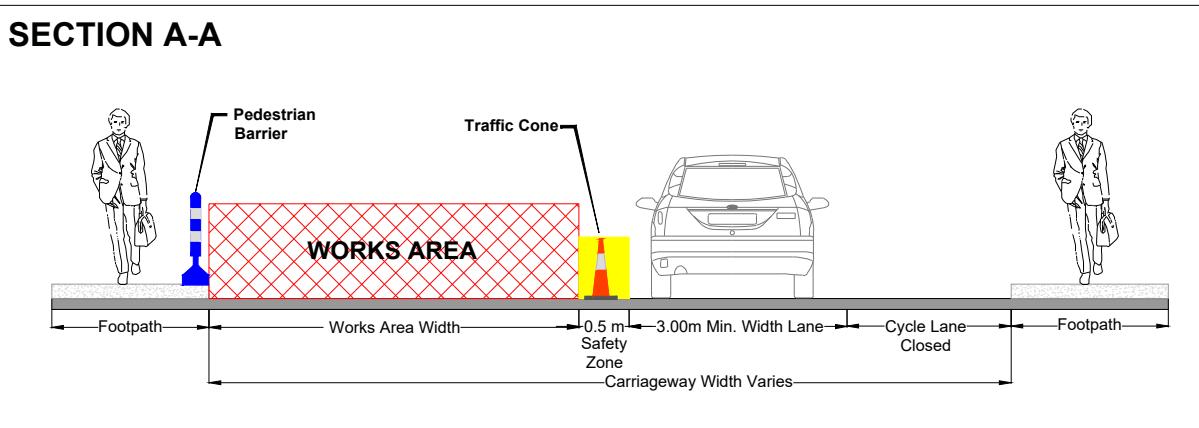 SECTION A-A
Pedestrian
Barrier
Traffic Cone
WORKS AREA
Footpath
Works Area Width
0.5 m
Safety
Zone
3.00m Min. Width Lane
Cycle Lane
Closed
Footpath
Carriageway Width Varies